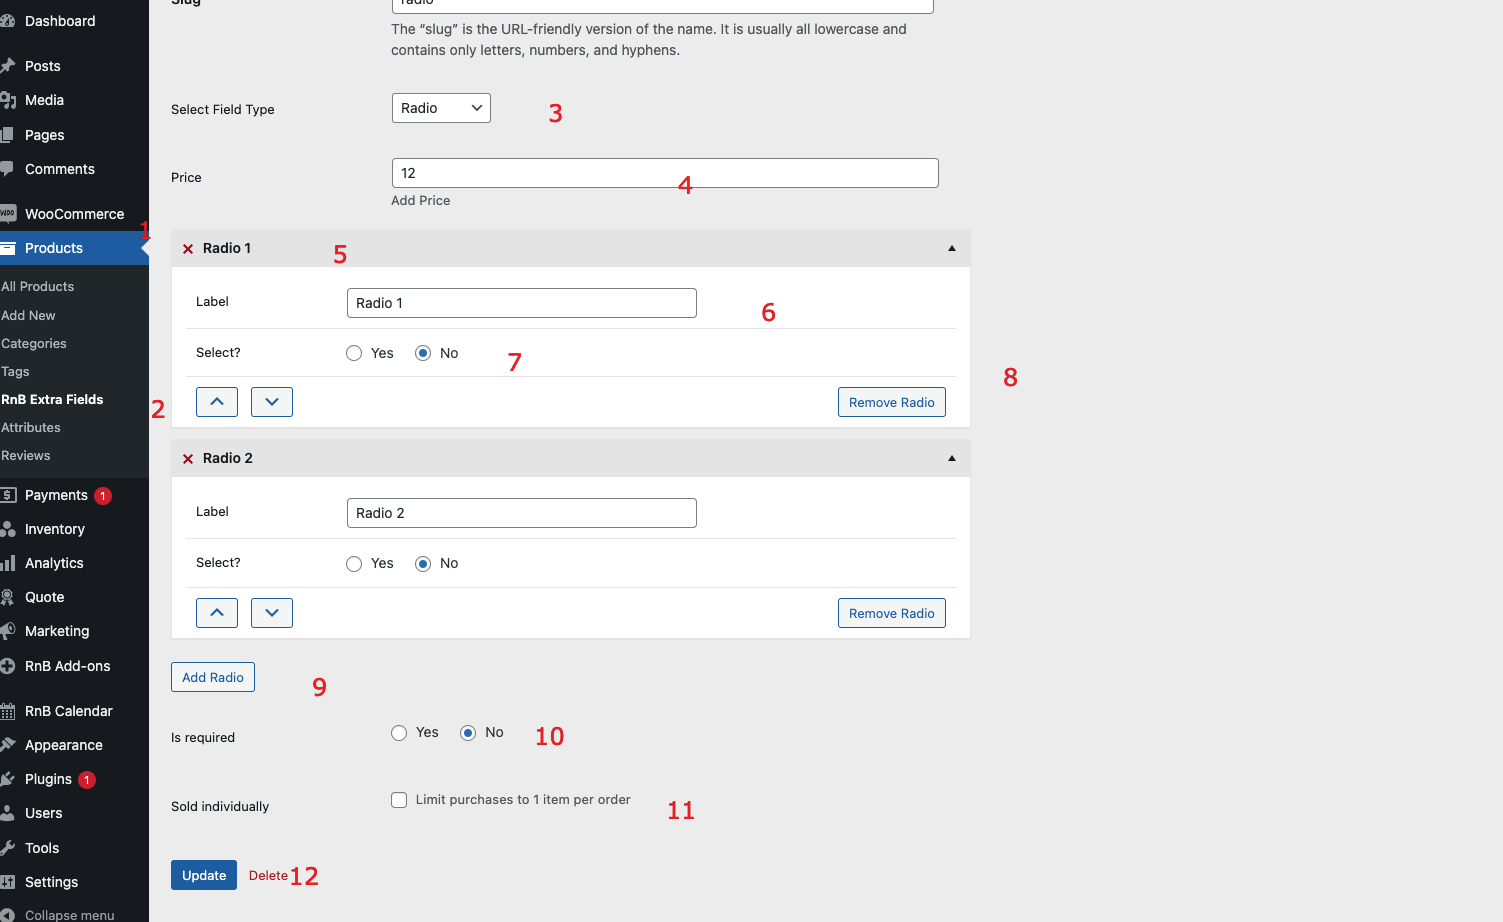 Dashboard
Posts
Media
Pages
Comments
WooCommerce
1
Products
All Products
Add New
Categories
Tags
RnB Extra Fields
2
Attributes
Reviews
Payments 1
Inventory
Analytics
Quote
Marketing
RnB Add-ons
RnB Calendar
Appearance
Plugins 1
Users
Tools
Settings
Collapse menu
Slug
radio
The “slug” is the URL-friendly version of the name. It is usually all lowercase and
contains only letters, numbers, and hyphens.
Select Field Type
Radio
3
Price
12
4
Add Price
Radio 1
5
Label
Radio 1
6
Select?
Yes
No
7
8
Remove Radio
Radio 2
Label
Radio 2
Select?
Yes
No
Remove Radio
Add Radio
9
Is required
Yes
No
10
Sold individually
Limit purchases to 1 item per order
11
Update
Delete
12